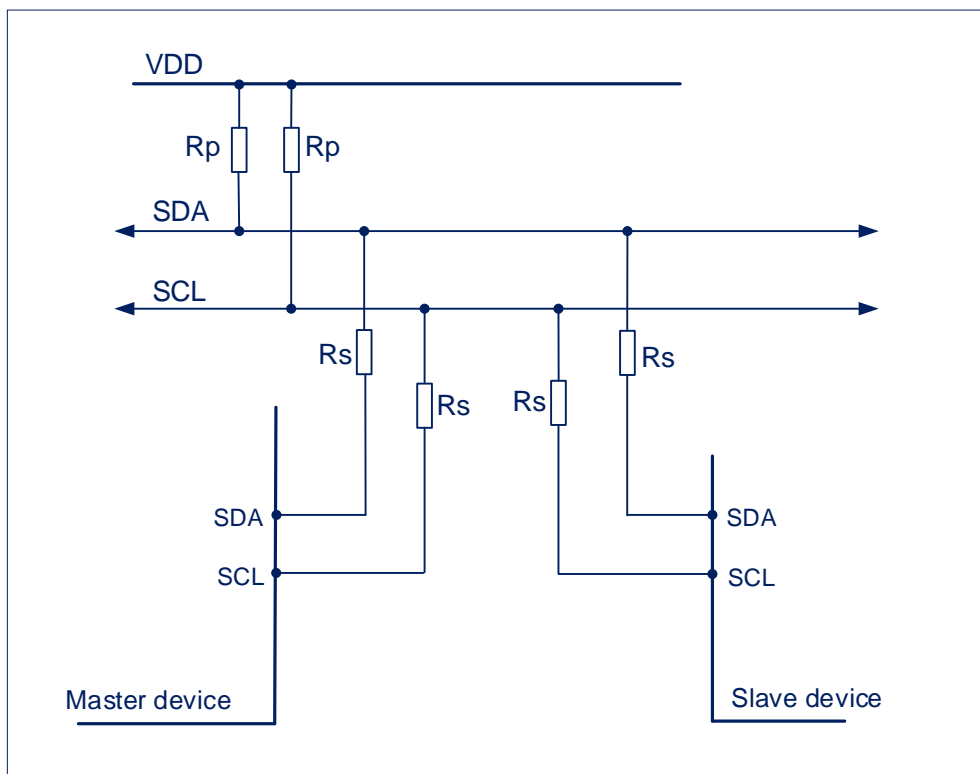 VDD
Rp
Rp
SDA
SCL
Rs
Rs
Rs
Rs
SDA
SCL
SDA
SCL
Master device
Slave device